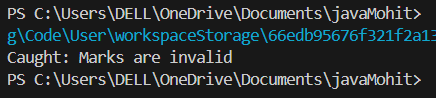 PS C:\Users\DELL\OneDrive\Documents\javaMohit>
g\Code\User\workspaceStorage\66edb95676f321f2a13
Caught: Marks are invalid
PS C:\Users\DELL\OneDrive\Documents\javaMohit>